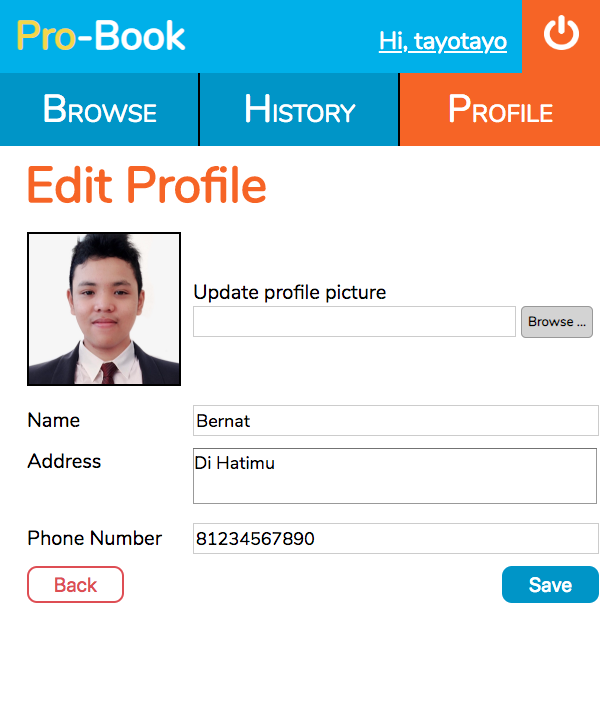 Pro-Book
Hi, tayotayo
BROWSE
HISTORY
PROFILE
Edit Profile
Update profile picture
Browse ...
Name
Bernat
Address
Di Hatimu
Phone Number
81234567890
Back
Save